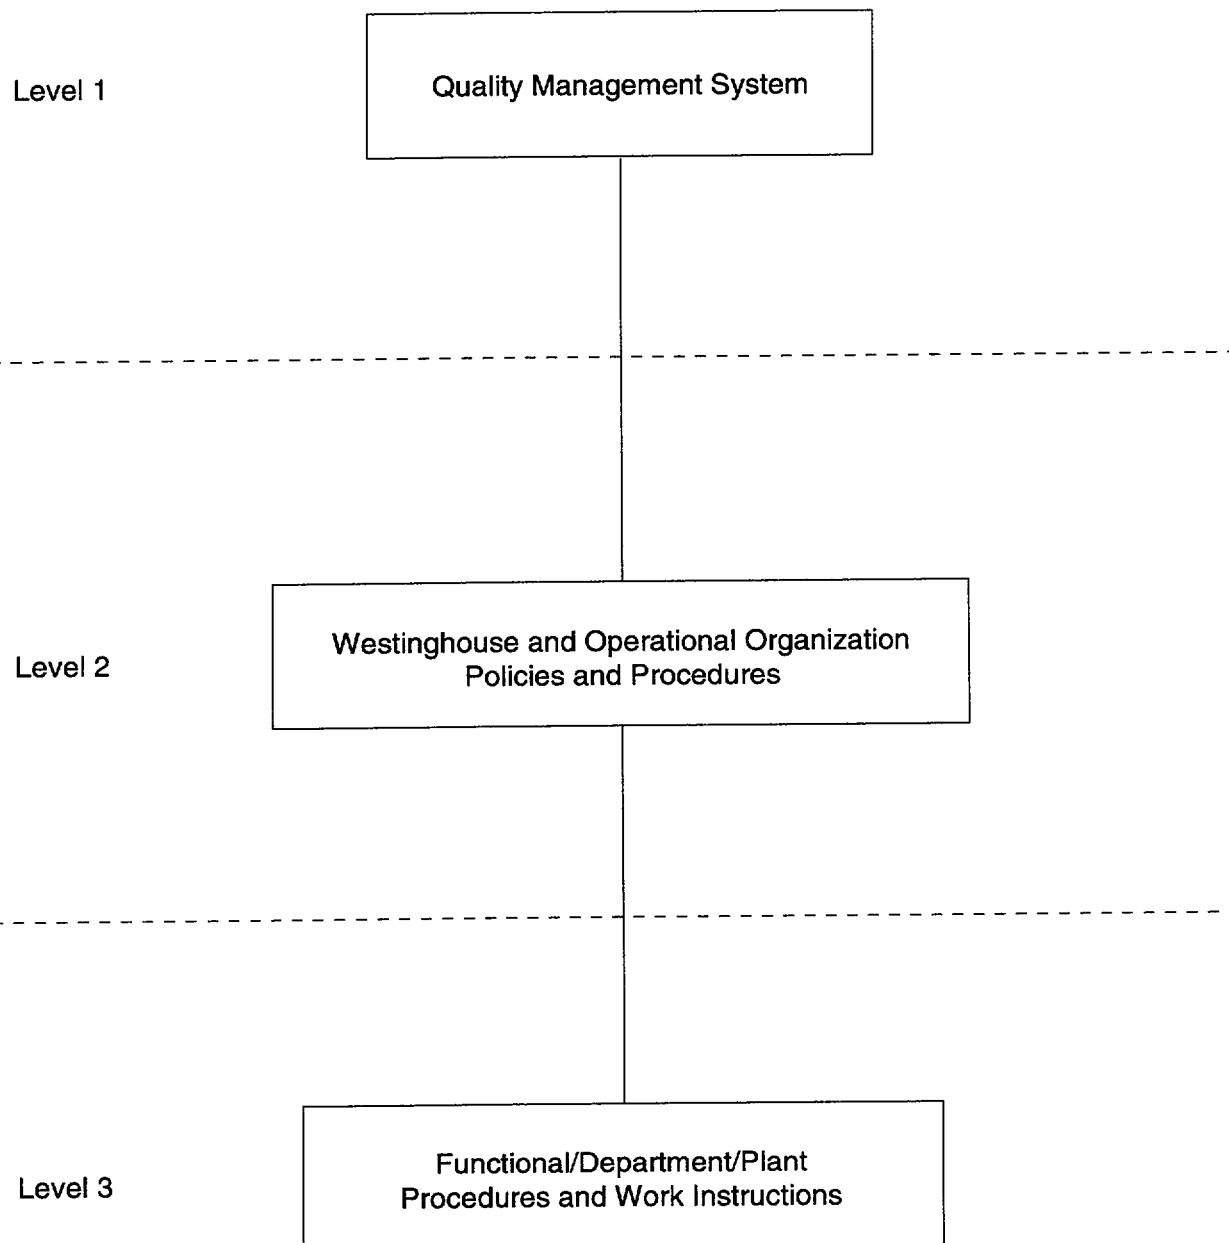 Level 1
Quality Management System
Level 2
Westinghouse and Operational Organization
Policies and Procedures
Level 3
Functional/Department/Plant
Procedures and Work Instructions